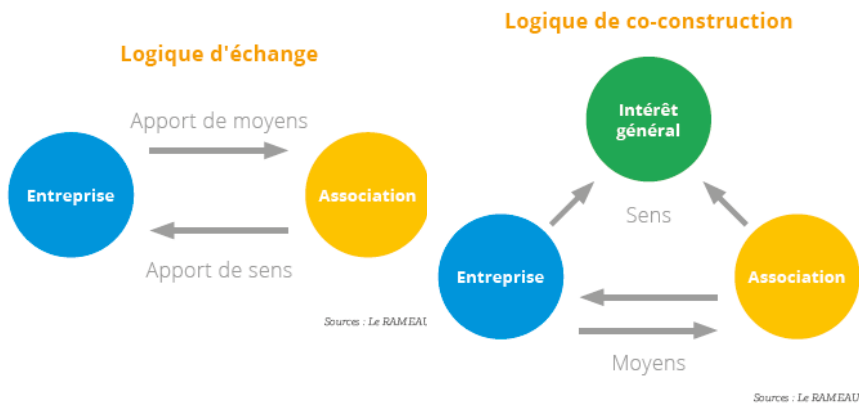 Logique d'échange
Apport de moyens
Entreprise
Association
Apport de sens
Sources : Le RAMEAU
Logique de co-construction
Intérêt
général
Sens
Entreprise
Association
Moyens
Sources : Le RAMEAU